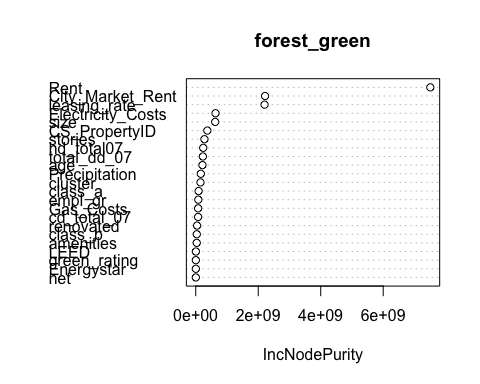 forest_green
Rent
City_Market_Rent
leasing_rate
Electricity_Costs
size
CS_PropertyID
stories
hd_total07
total_dd_07
age
Precipitation
cluster
class_a
empl_gr
Gas_Costs
cd_total_07
renovated
class_b
amenities
LEED
green_rating
Energystar
net
0e+00 2e+09 4e+09 6e+09
IncNodePurity